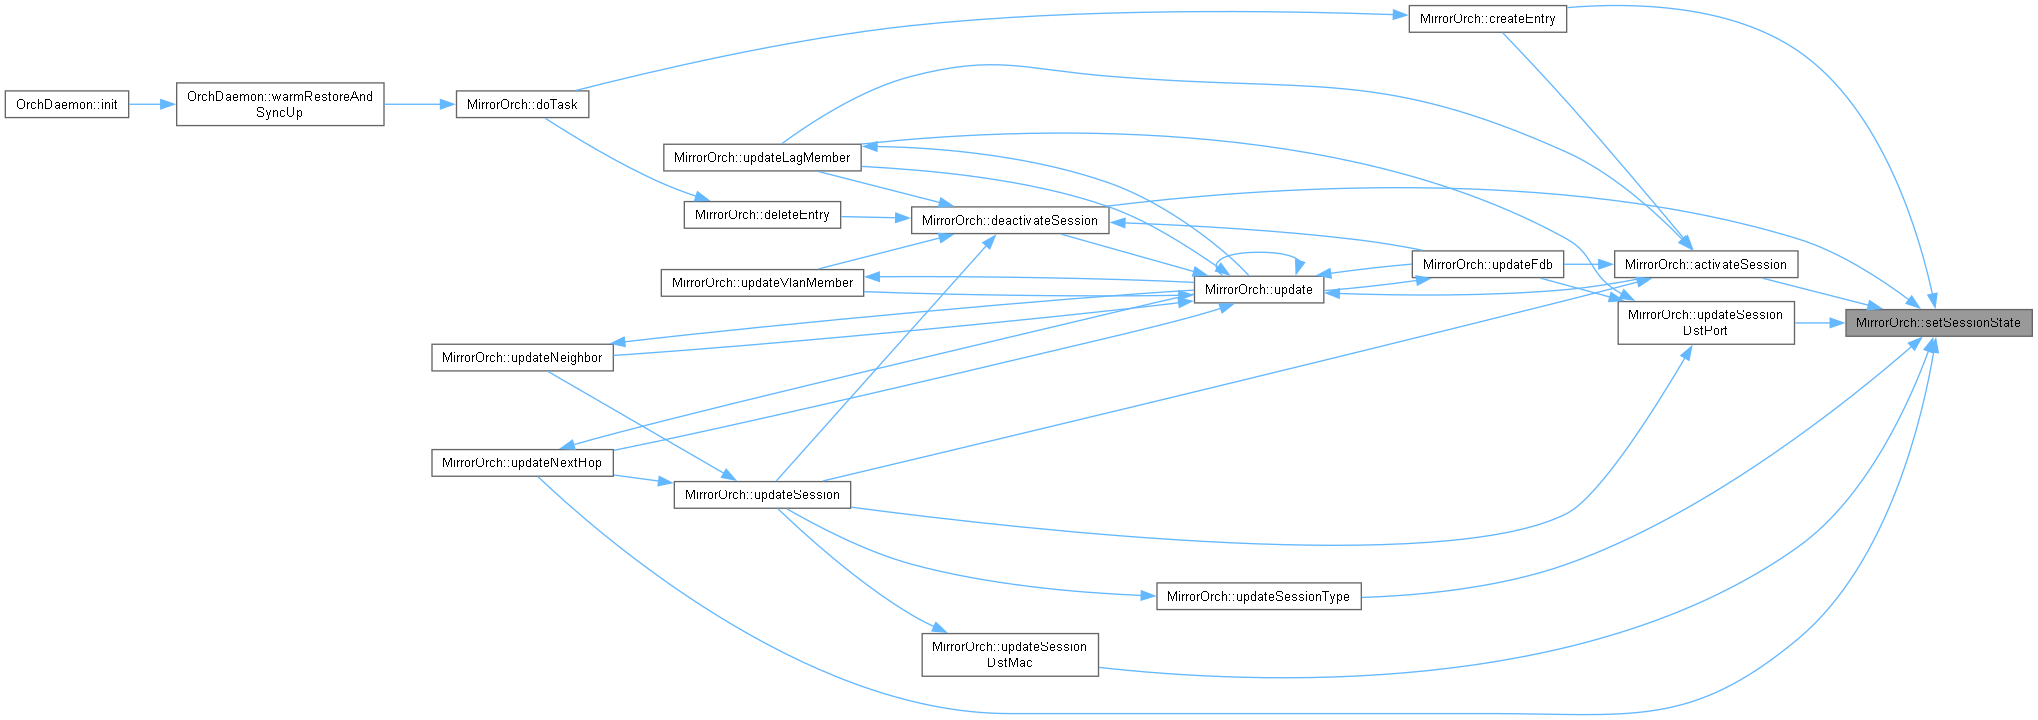 MirrorOrch::createEntry
OrchDaemon::init
OrchDaemon::warmRestoreAnd
SyncUp
MirrorOrch::doTask
MirrorOrch::updateLagMember
MirrorOrch::deleteEntry
MirrorOrch::deactivateSession
MirrorOrch::updateVlanMember
MirrorOrch::update
MirrorOrch::updateFdb
MirrorOrch::activateSession
MirrorOrch::updateSession
DstPort
MirrorOrch::setSessionState
MirrorOrch::updateNeighbor
MirrorOrch::updateNextHop
MirrorOrch::updateSession
MirrorOrch::updateSessionType
MirrorOrch::updateSession
DstMac